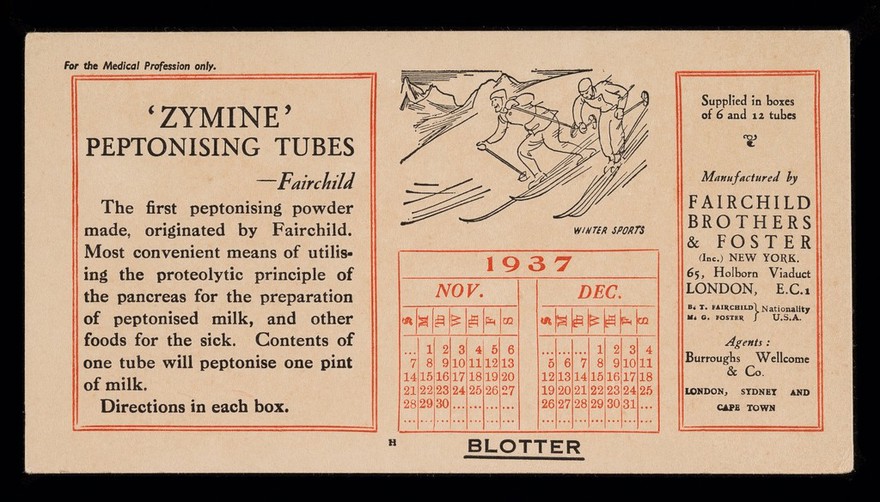 For the Medical Profession only.
‘ZYMINE’
PEPTONISING TUBES
—Fairchild
The first peptonising powder
made, originated by Fairchild.
Most convenient means of utilis-
ing the proteolytic principle of
the pancreas for the preparation
of peptonised milk, and other
foods for the sick. Contents of
one tube will peptonise one pint
of milk.
Directions in each box.
WINTER SPORTS
1937
NOV.
S M Tu W Th F S
... 1 2 3 4 5 6
7 8 9 10 11 12 13
14 15 16 17 18 19 20
21 22 23 24 25 26 27
28 29 30 ... ... ... ...
... ... ... ... ... ... ...
DEC.
S M Tu W Th F S
... ... ... 1 2 3 4
5 6 7 8 9 10 11
12 13 14 15 16 17 18
19 20 21 22 23 24 25
26 27 28 29 30 31 ...
... ... ... ... ... ... ...
H
BLOTTER
Supplied in boxes
of 6 and 12 tubes
Manufactured by
FAIRCHILD
BROTHERS
& FOSTER
(Inc.) NEW YORK.
65, Holborn Viaduct
LONDON, E.C.1
B. T. FAIRCHILD } Nationality
M. G. FOSTER } U.S.A.
Agents :
Burroughs Wellcome
& Co.
LONDON, SYDNEY AND
CAPE TOWN